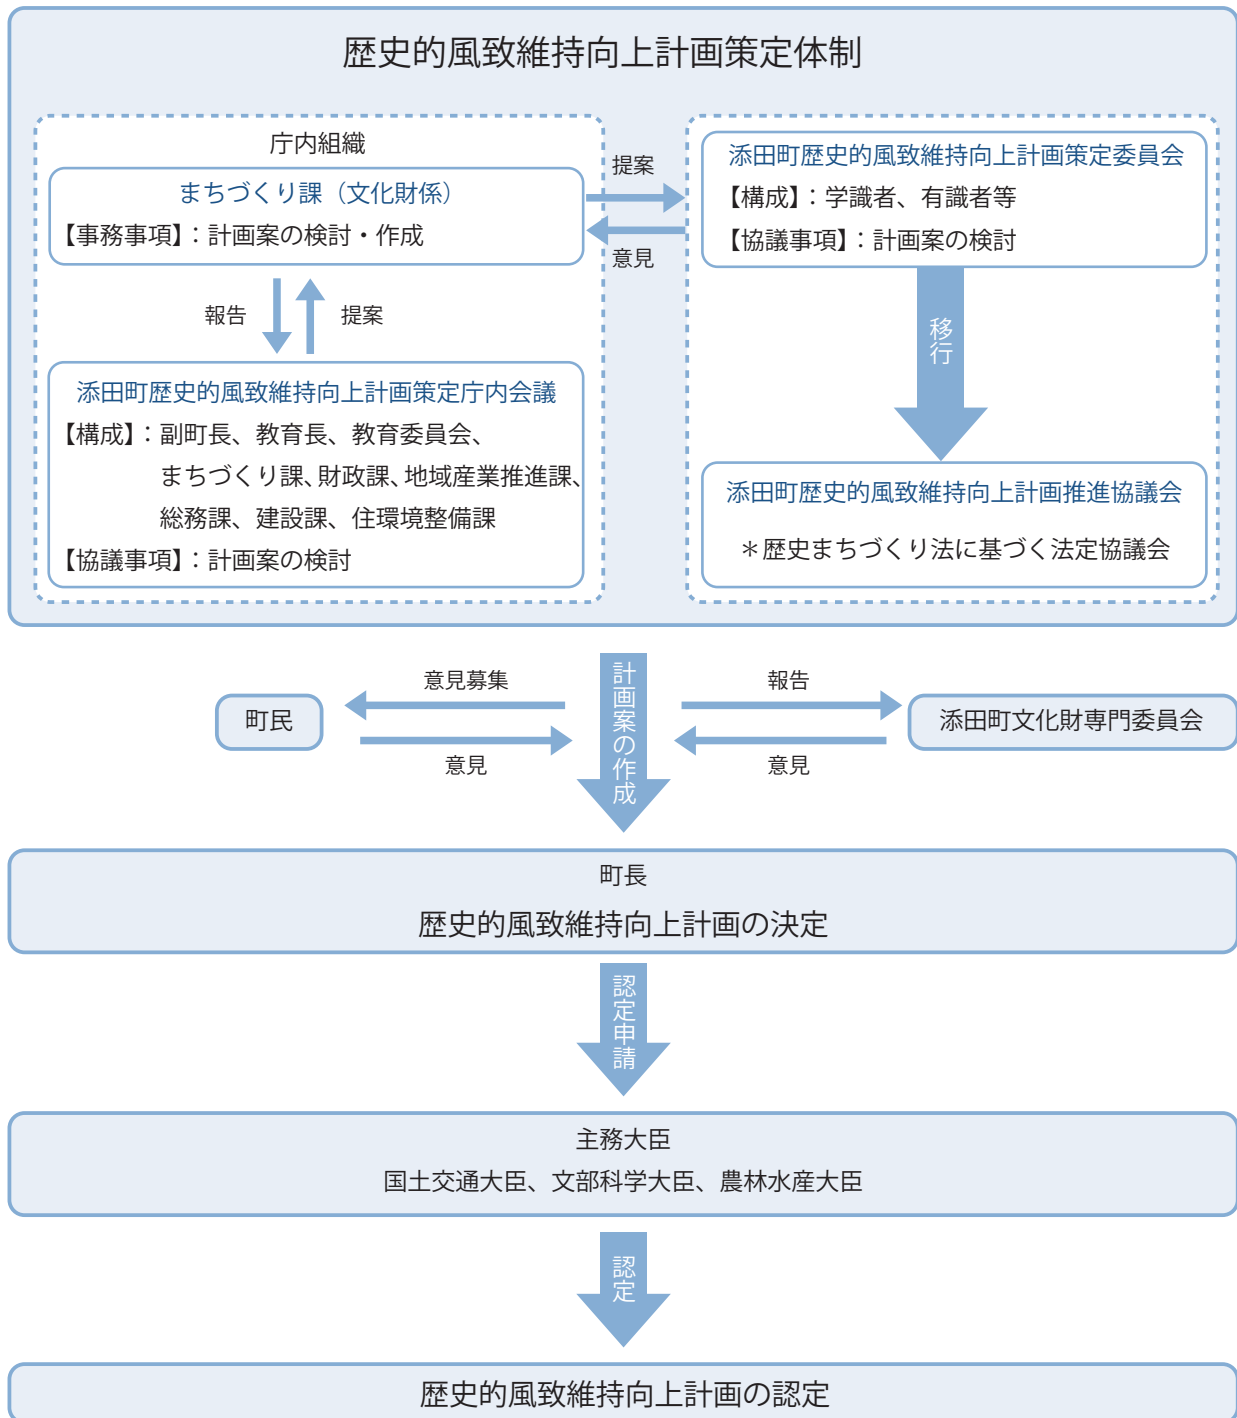 歴史的風致維持向上計画策定体制
庁内組織
まちづくり課（文化財係）
【事務事項】：計画案の検討・作成
報告
提案
添田町歴史的風致維持向上計画策定庁内会議
【構成】：副町長、教育長、教育委員会、
まちづくり課、財政課、地域産業推進課、
総務課、建設課、住環境整備課
【協議事項】：計画案の検討
提案
意見
添田町歴史的風致維持向上計画策定委員会
【構成】：学識者、有識者等
【協議事項】：計画案の検討
移行
添田町歴史的風致維持向上計画推進協議会
＊歴史まちづくり法に基づく法定協議会
町民
意見募集
意見
計画案の作成
報告
意見
添田町文化財専門委員会
町長
歴史的風致維持向上計画の決定
認定申請
主務大臣
国土交通大臣、文部科学大臣、農林水産大臣
認定
歴史的風致維持向上計画の認定